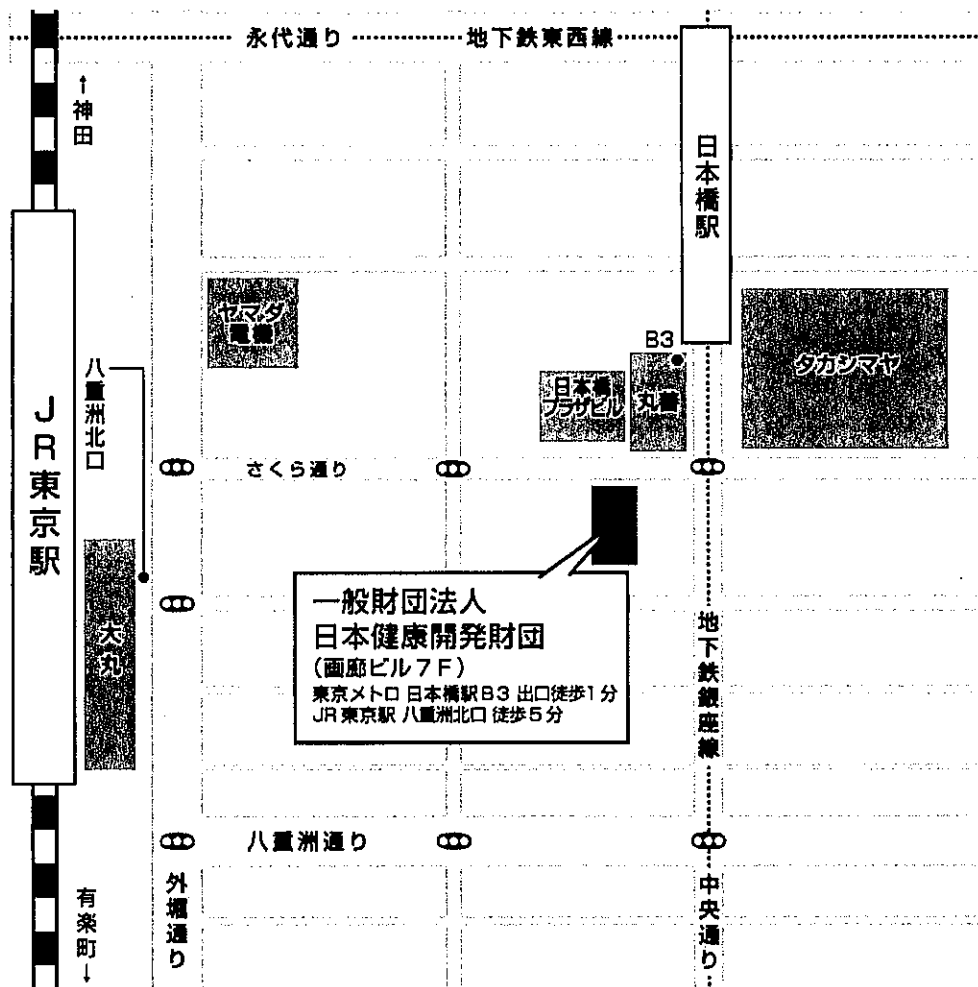 永代通り
地下鉄東西線
↑神田
日本橋駅
ヤマダ
電機
B3
タカシマヤ
日本橋
プラザビル
丸善
八重洲北口
JR東京駅
さくら通り
大丸
一般財団法人
日本健康開発財団
(画廊ビル7F)
東京メトロ 日本橋駅B3 出口徒歩1分
JR東京駅 八重洲北口 徒歩5分
地下鉄銀座線
八重洲通り
外堀通り
中央通り
有楽町↓